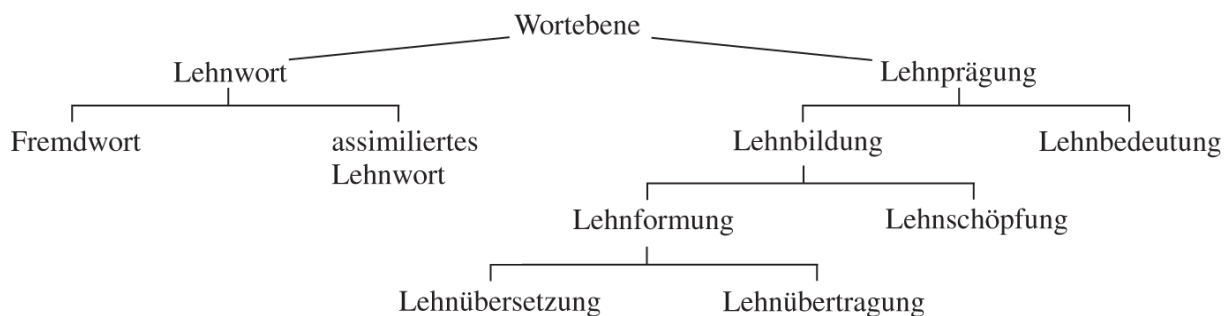 Wortebene
Lehnwort
Lehnprägung
Fremdwort
assimiliertes
Lehnwort
Lehnbildung
Lehnbedeutung
Lehnformung
Lehnschöpfung
Lehnübersetzung
Lehnübertragung